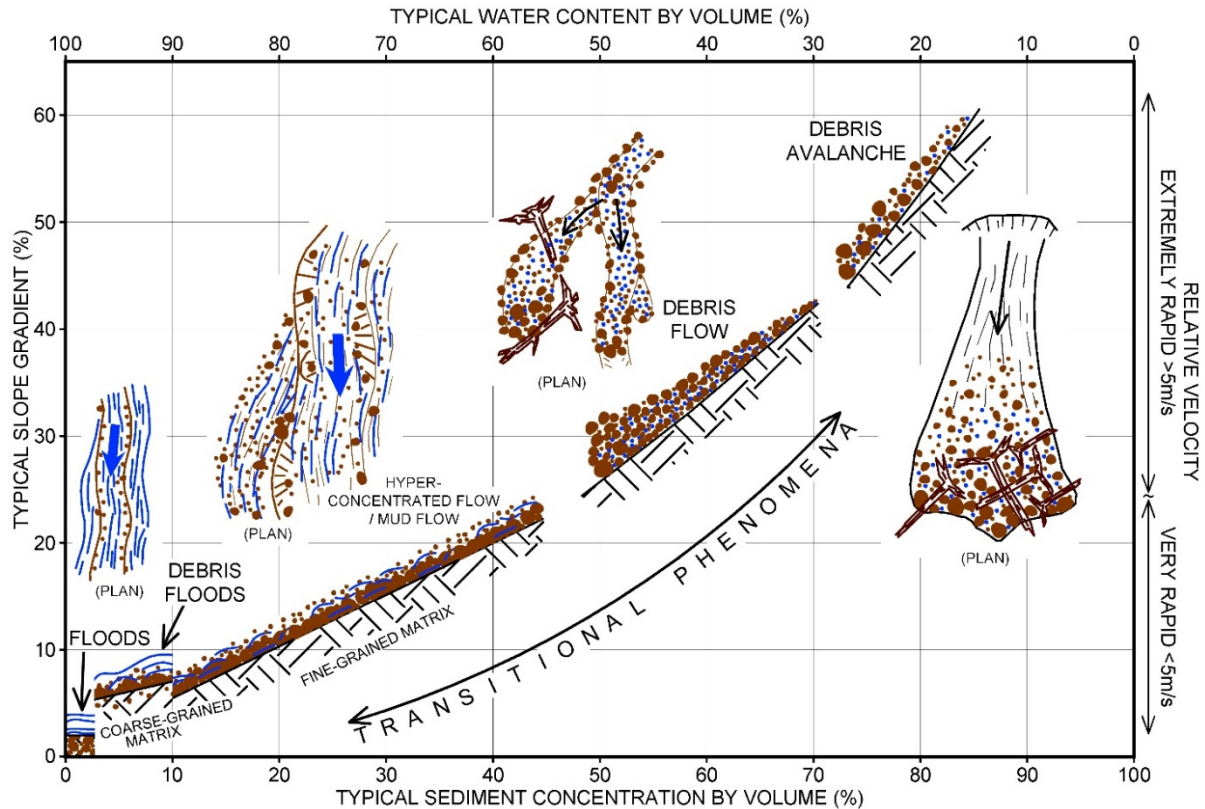 TYPICAL WATER CONTENT BY VOLUME (%)
100 90 80 70 60 50 40 30 20 10 0
TYPICAL SLOPE GRADIENT (%)
60
50
40
30
20
10
0
DEBRIS
AVALANCHE
DEBRIS
FLOW
(PLAN)
HYPER-
CONCENTRATED FLOW
/ MUD FLOW
(PLAN)
(PLAN)
(PLAN)
DEBRIS
FLOODS
FLOODS
FINE-GRAINED MATRIX
COARSE-GRAINED
MATRIX
TRANSITIONAL PHENOMENA
EXTREMELY RAPID >5m/s
~
VERY RAPID <5m/s
RELATIVE VELOCITY
0 10 20 30 40 50 60 70 80 90 100
TYPICAL SEDIMENT CONCENTRATION BY VOLUME (%)